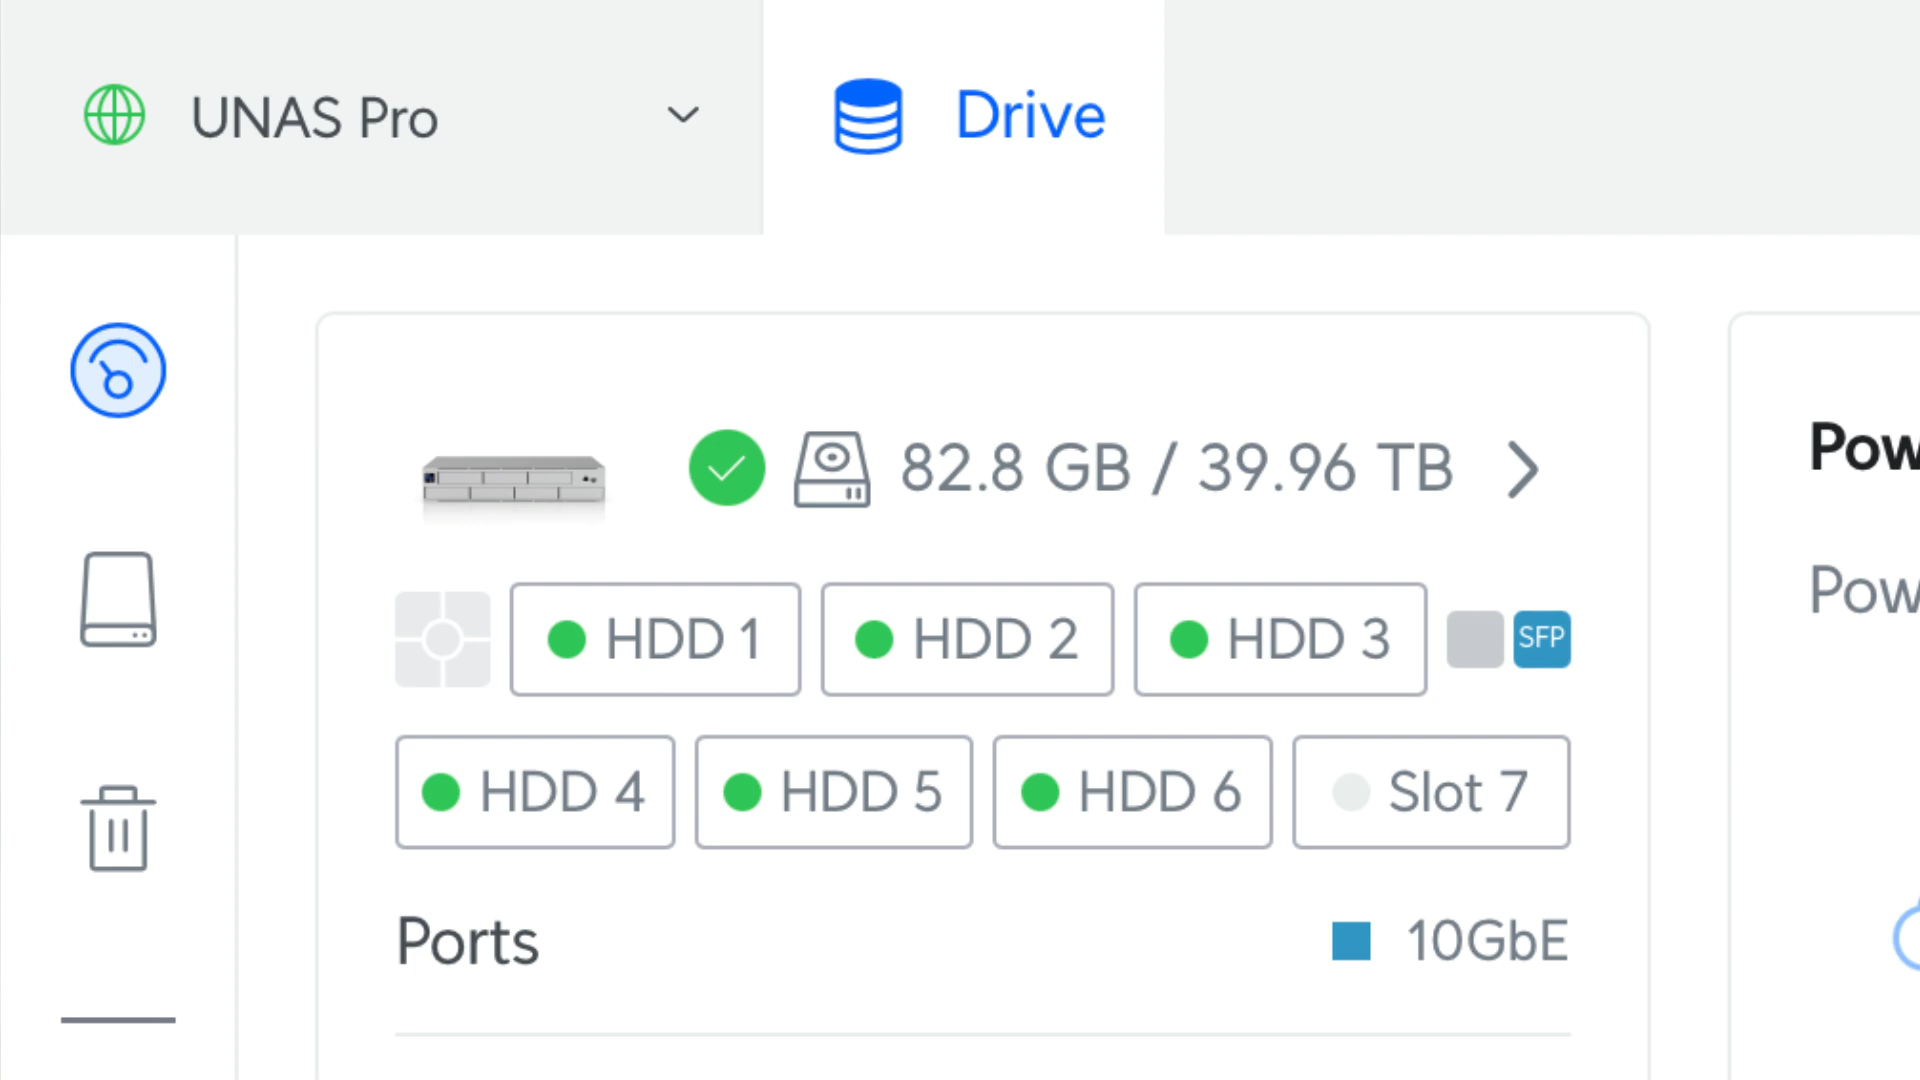 UNAS Pro
Drive
82.8 GB / 39.96 TB
HDD 1
HDD 2
HDD 3
SFP
HDD 4
HDD 5
HDD 6
Slot 7
Ports
10GbE
Pow
Pow